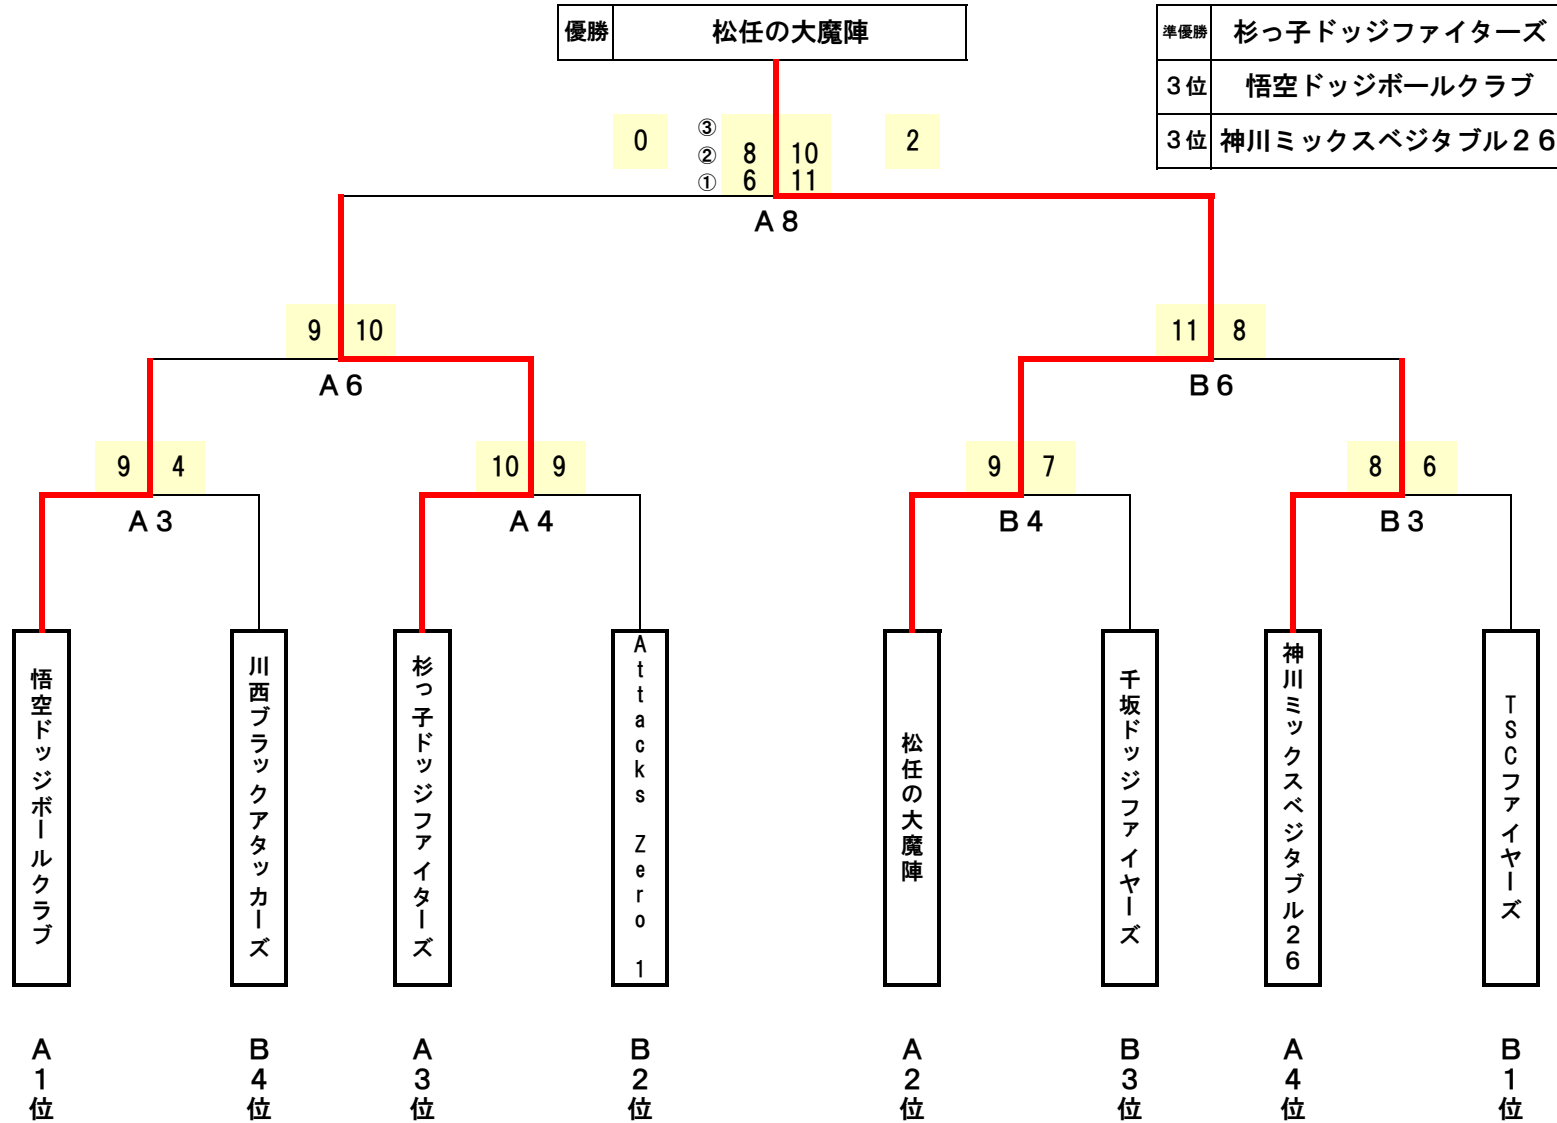 優勝 松任の大魔陣
準優勝 杉っ子ドッジファイターズ
３位 悟空ドッジボールクラブ
３位 神川ミックスベジタブル２６
0 ③ 2
② 8 10
① 6 11
Ａ８
9 10
11 8
Ａ６
Ｂ６
9 4
10 9
9 7
8 6
Ａ３
Ａ４
Ｂ４
Ｂ３
悟空ドッジボールクラブ
川西ブラックアタッカーズ
杉っ子ドッジファイターズ
Attacks Zero 1
松任の大魔陣
千坂ドッジファイヤーズ
神川ミックスベジタブル２６
TSCファイヤーズ
Ａ１位
Ｂ４位
Ａ３位
Ｂ２位
Ａ２位
Ｂ３位
Ａ４位
Ｂ１位